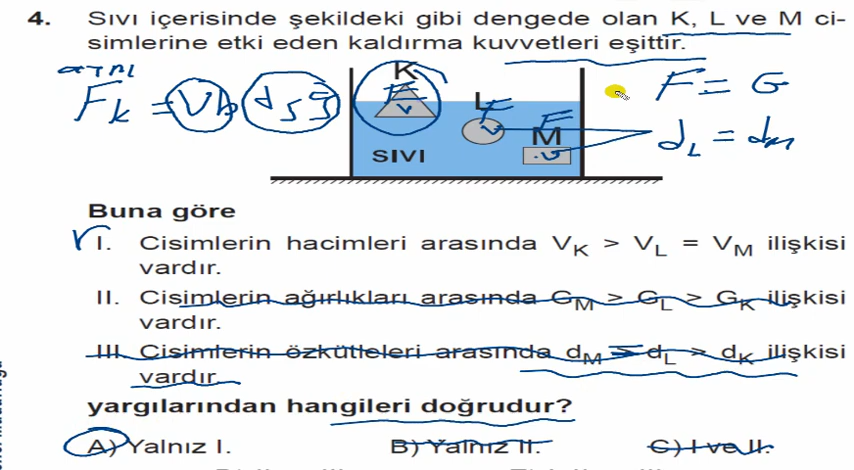 4. Sıvı içerisinde şekildeki gibi dengede olan K, L ve M ci-
simlerine etki eden kaldırma kuvvetleri eşittir.
aynı
F = G
Fk = Vb ds g
K
F
V
L
F
V
M
F
V
dL = dM
SIVI
Buna göre
I. Cisimlerin hacimleri arasında VK > VL = VM ilişkisi
vardır.
II. Cisimlerin ağırlıkları arasında GM > GL > GK ilişkisi
vardır.
III. Cisimlerin özkütleleri arasında dM = dL > dK ilişkisi
vardır.
yargılarından hangileri doğrudur?
A) Yalnız I. B) Yalnız II. C) I ve II.